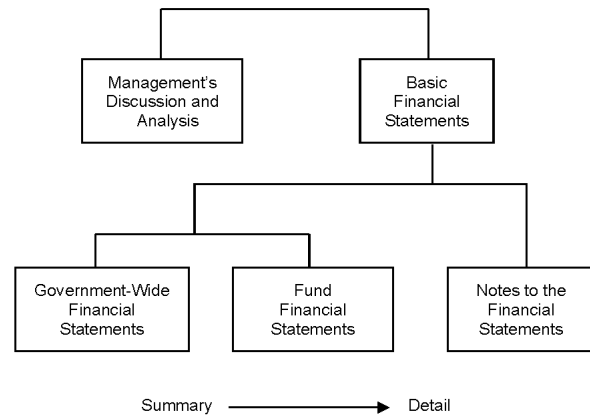 Management's
Discussion and
Analysis
Basic
Financial
Statements
Government-Wide
Financial
Statements
Fund
Financial
Statements
Notes to the
Financial
Statements
Summary
Detail